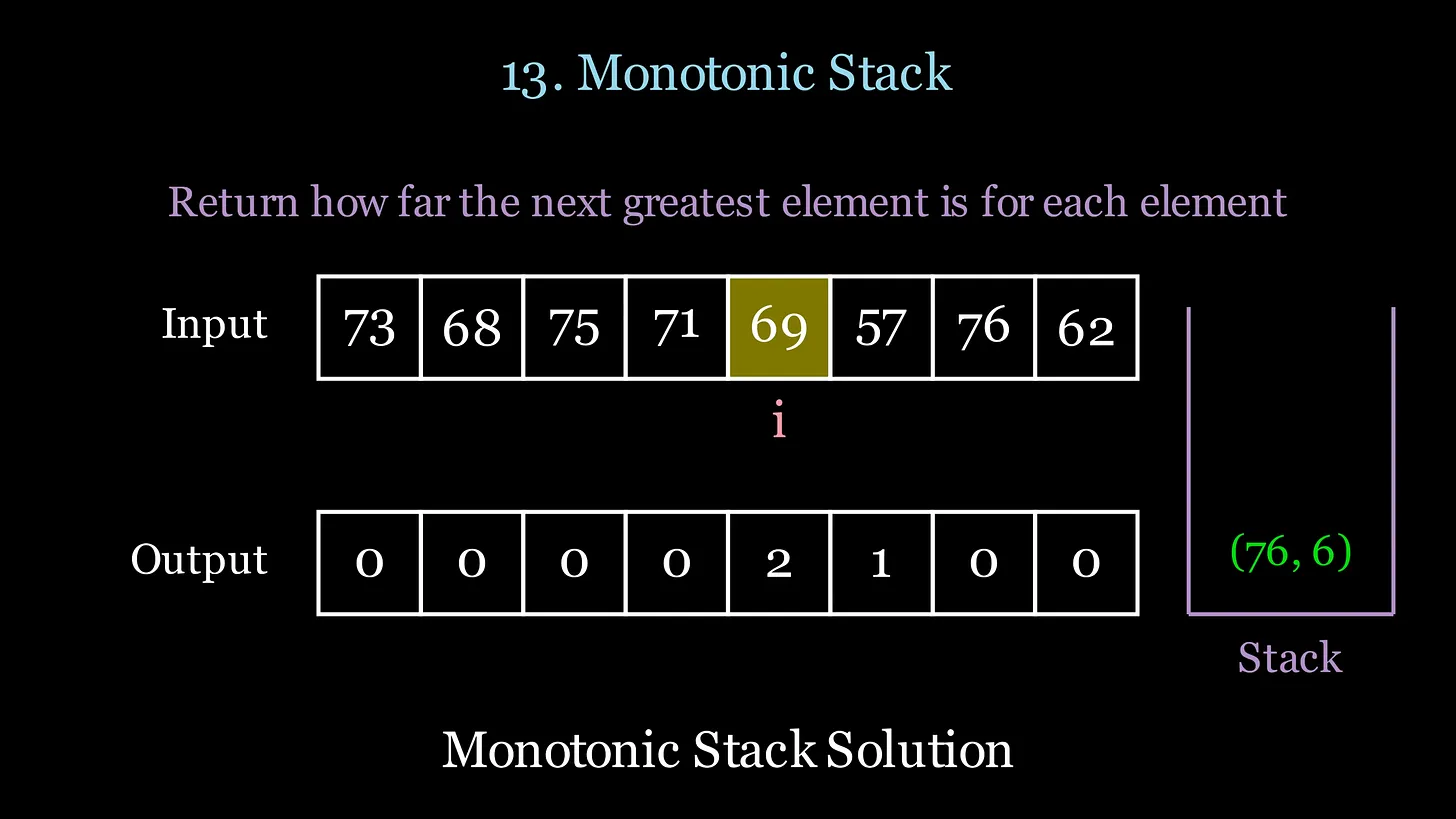 13. Monotonic Stack
Return how far the next greatest element is for each element
Input 73 68 75 71 69 57 76 62
i
Output 0 0 0 0 2 1 0 0
(76, 6)
Stack
Monotonic Stack Solution